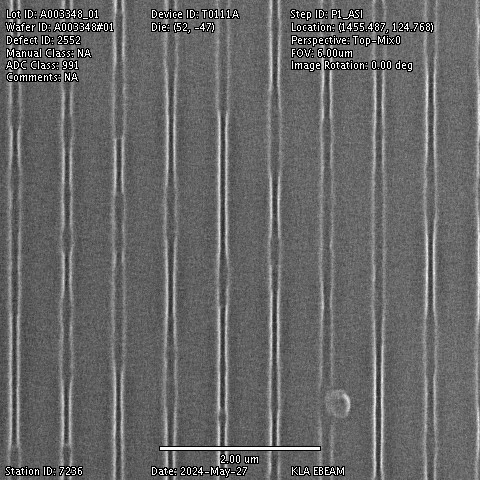 Lot ID: A003348_01
Device ID: T0111A
Step ID: P1_ASI
Wafer ID: A003348#01
Die: (52, -47)
Location: (1455.487, 124.768)
Defect ID: 2552
Perspective: Top-Mix0
Manual Class: NA
FOV: 6.00um
ADC Class: 991
Image Rotation: 0.00 deg
Comments: NA
2.00 um
Station ID: 7236
Date: 2024-May-27
KLA EBEAM